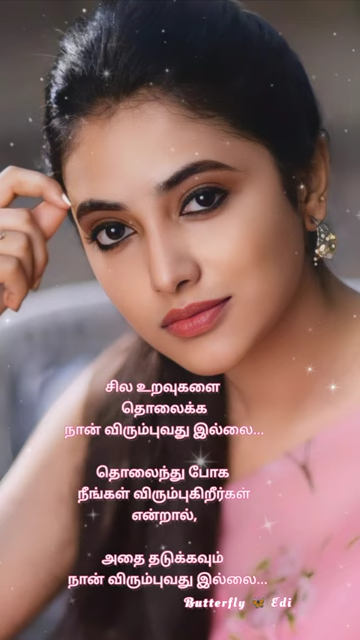 சில உறவுகளை
தொலைக்க
நான் விரும்புவது இல்லை...
தொலைந்து போக
நீங்கள் விரும்புகிறீர்கள்
என்றால்,
அதை தடுக்கவும்
நான் விரும்புவது இல்லை...
Butterfly 🦋 Edi